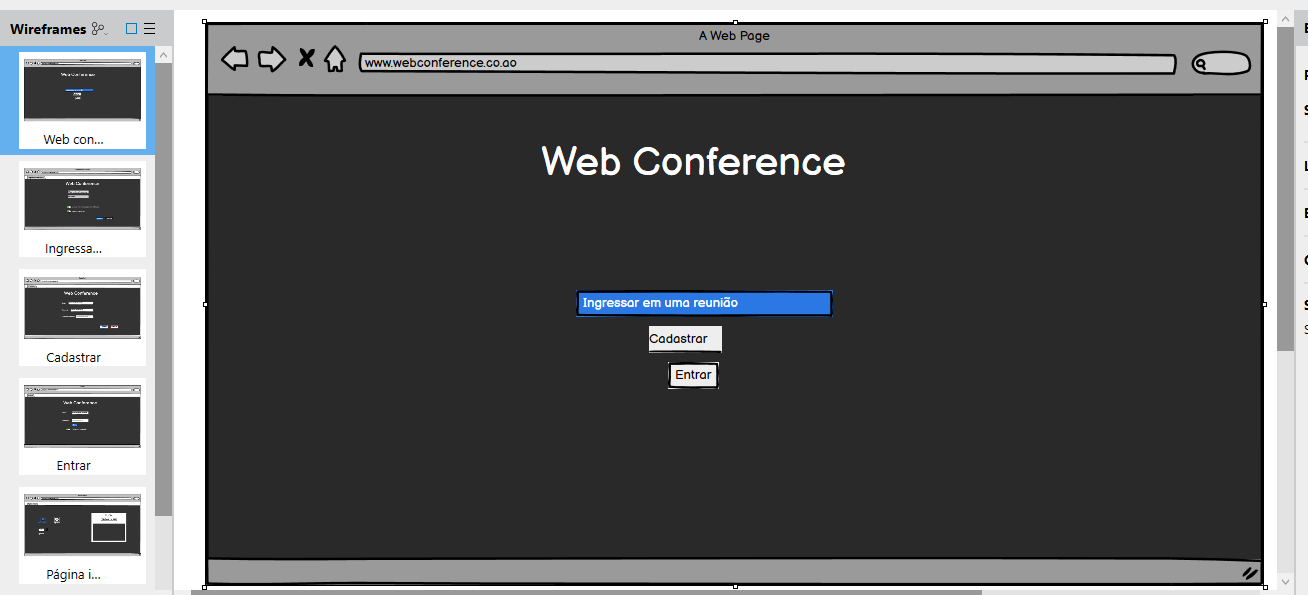 Wireframes
Web con...
Ingressa...
Cadastrar
Entrar
Página i...
A Web Page
www.webconference.co.ao
Web Conference
Ingressar em uma reunião
Cadastrar
Entrar